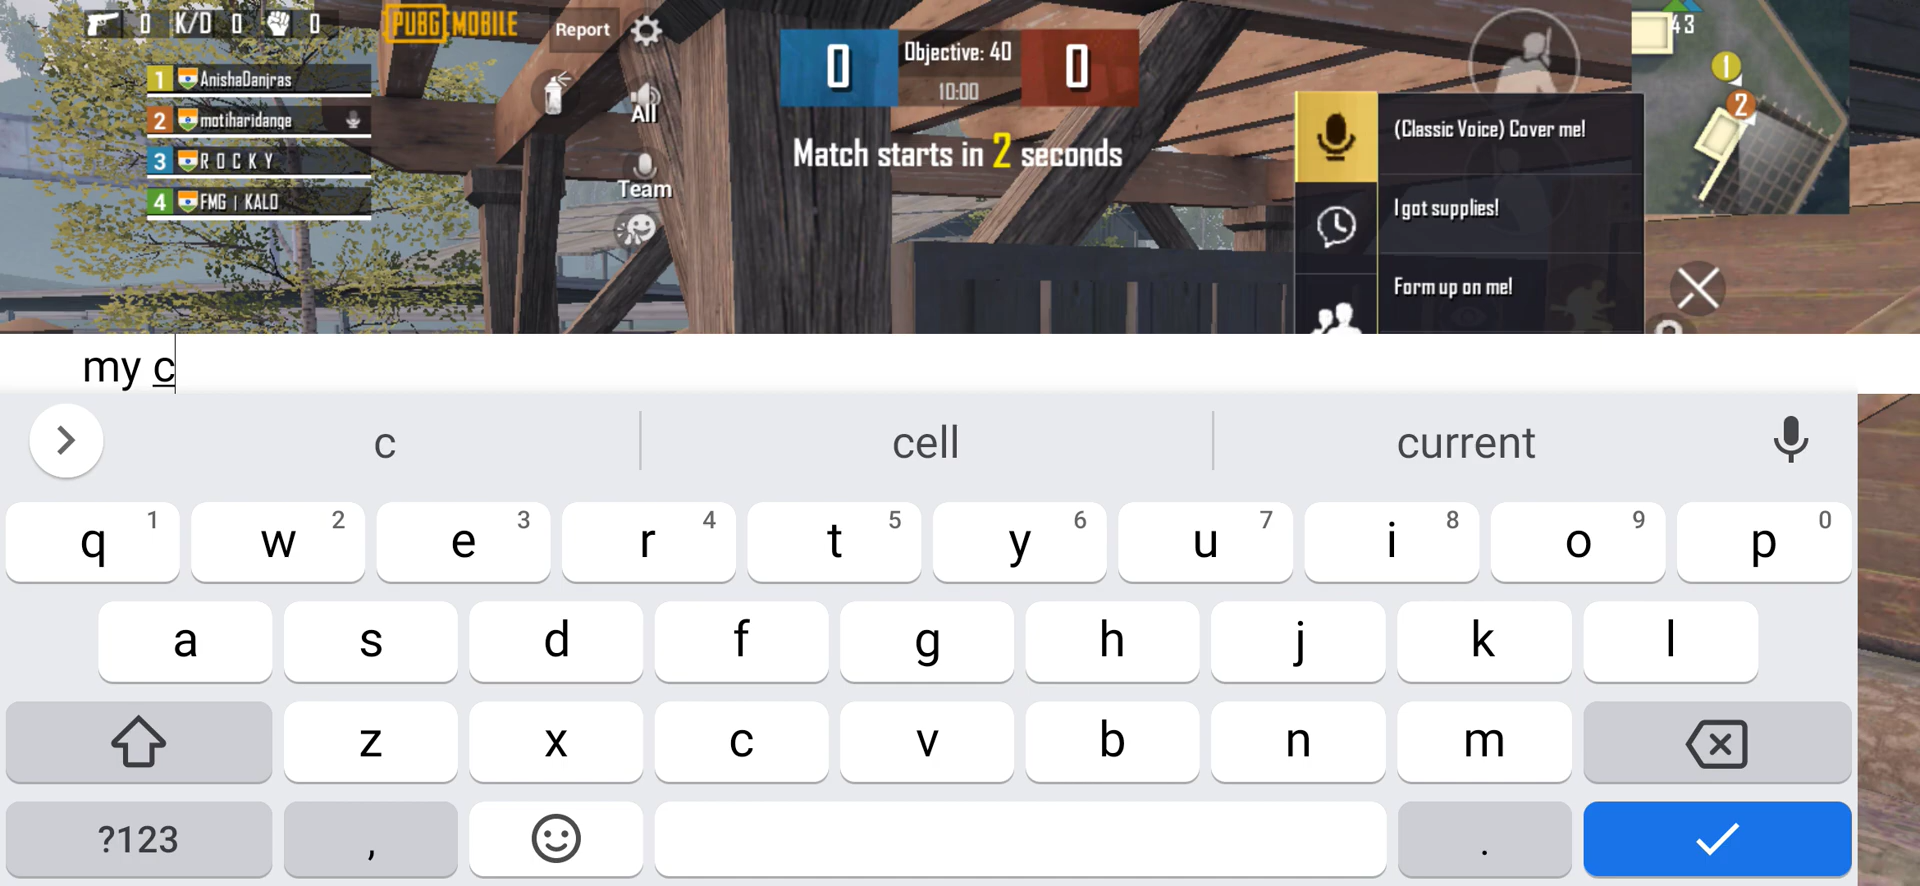 0 K/D 0 0
PUBG MOBILE
Report
1 AnishaDanjras
2 motiharidanqe
3 R O C K Y
4 FMG | KALO
All
Team
0 Objective: 40 0
10:00
Match starts in 2 seconds
(Classic Voice) Cover me!
I got supplies!
Form up on me!
43
1
2
my c
c cell current
q 1 w 2 e 3 r 4 t 5 y 6 u 7 i 8 o 9 p 0
a s d f g h j k l
z x c v b n m
?123 , .